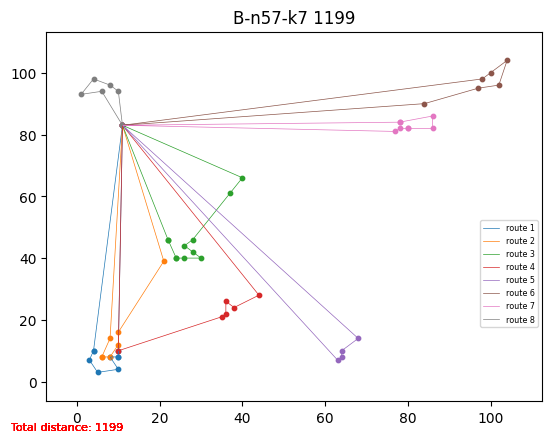 B-n57-k7 1199
100
80
60
40
20
0
0
20
40
60
80
100
route 1
route 2
route 3
route 4
route 5
route 6
route 7
route 8
Total distance: 1199